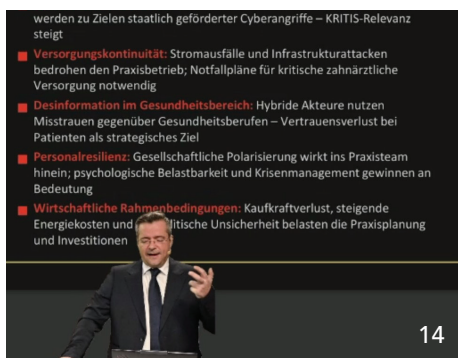 werden zu Zielen staatlich geförderter Cyberangriffe – KRITIS-Relevanz
steigt
Versorgungskontinuität: Stromausfälle und Infrastrukturattacken
bedrohen den Praxisbetrieb; Notfallpläne für kritische zahnärztliche
Versorgung notwendig
Desinformation im Gesundheitsbereich: Hybride Akteure nutzen
Misstrauen gegenüber Gesundheitsberufen – Vertrauensverlust bei
Patienten als strategisches Ziel
Personalresilienz: Gesellschaftliche Polarisierung wirkt ins Praxisteam
hinein; psychologische Belastbarkeit und Krisenmanagement gewinnen an
Bedeutung
Wirtschaftliche Rahmenbedingungen: Kaufkraftverlust, steigende
Energiekosten und litische Unsicherheit belasten die Praxisplanung
und Investitionen
14